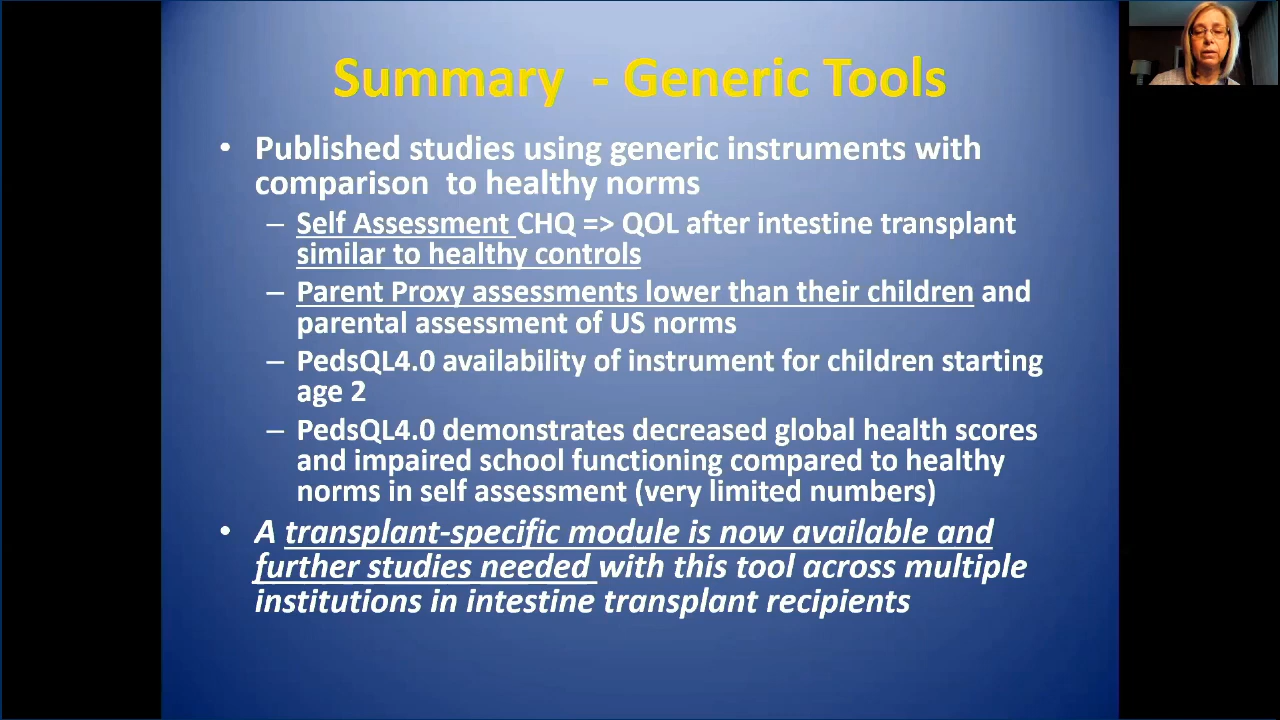 Summary - Generic Tools
• Published studies using generic instruments with
comparison to healthy norms
– Self Assessment CHQ => QOL after intestine transplant
similar to healthy controls
– Parent Proxy assessments lower than their children and
parental assessment of US norms
– PedsQL4.0 availability of instrument for children starting
age 2
– PedsQL4.0 demonstrates decreased global health scores
and impaired school functioning compared to healthy
norms in self assessment (very limited numbers)
• A transplant-specific module is now available and
further studies needed with this tool across multiple
institutions in intestine transplant recipients